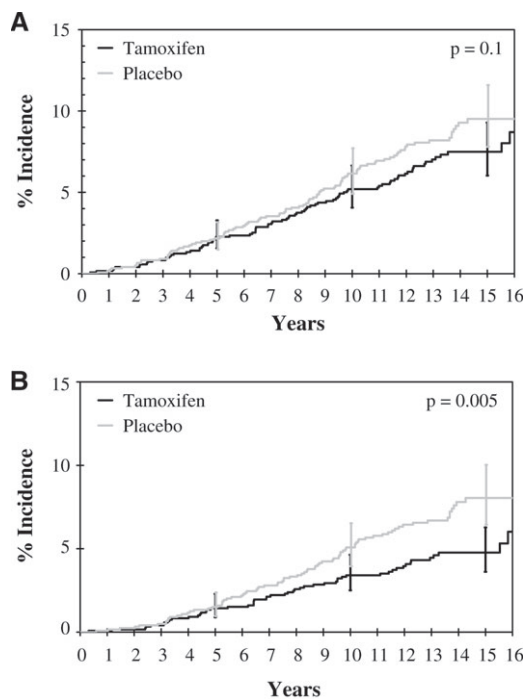 A
15
Tamoxifen
p = 0.1
Placebo
10
% Incidence
5
0
0 1 2 3 4 5 6 7 8 9 10 11 12 13 14 15 16
Years
B
15
Tamoxifen
p = 0.005
Placebo
10
% Incidence
5
0
0 1 2 3 4 5 6 7 8 9 10 11 12 13 14 15 16
Years